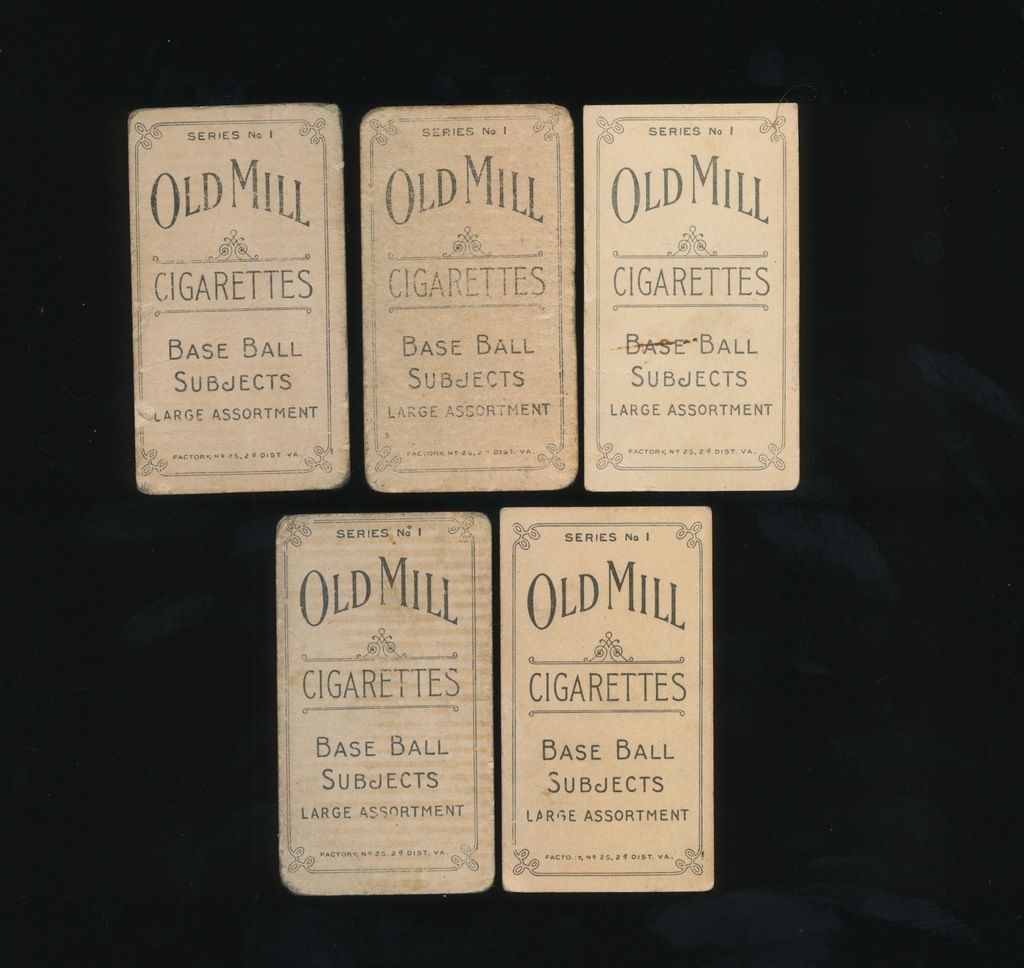 SERIES No 1
OLD MILL
CIGARETTES
BASE BALL
SUBJECTS
LARGE ASSORTMENT
FACTORY, Nº 25, 2d DIST. VA.
SERIES No 1
OLD MILL
CIGARETTES
BASE BALL
SUBJECTS
LARGE ASSORTMENT
FACTORY, Nº 25, 2d DIST. VA.
SERIES No 1
OLD MILL
CIGARETTES
BASE BALL
SUBJECTS
LARGE ASSORTMENT
FACTORY, Nº 25, 2d DIST. VA.
SERIES No 1
OLD MILL
CIGARETTES
BASE BALL
SUBJECTS
LARGE ASSORTMENT
FACTORY, Nº 25, 2d DIST. VA.
SERIES No 1
OLD MILL
CIGARETTES
BASE BALL
SUBJECTS
LARGE ASSORTMENT
FACTORY, Nº 25, 2d DIST. VA.